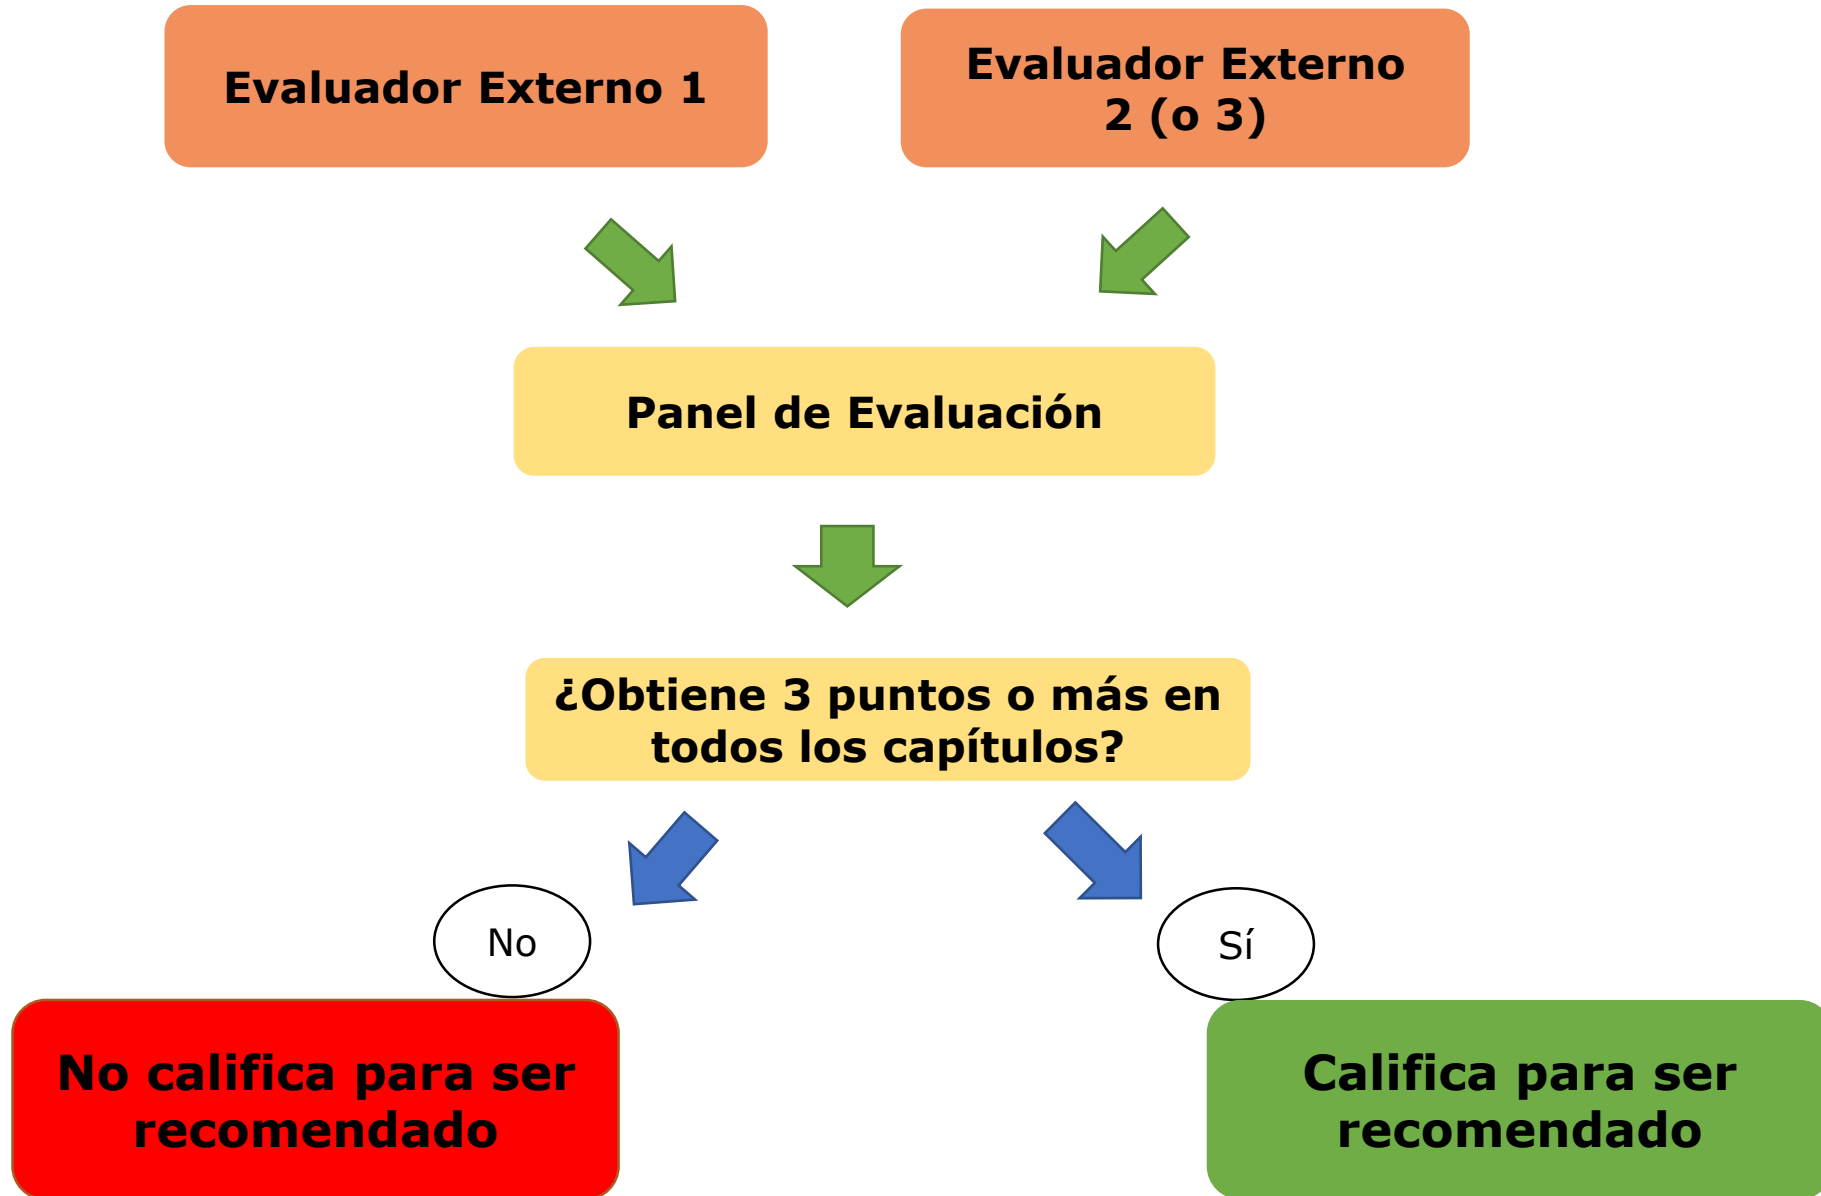 Evaluador Externo 1
Evaluador Externo
2 (o 3)
Panel de Evaluación
¿Obtiene 3 puntos o más en
todos los capítulos?
No
Sí
No califica para ser
recomendado
Califica para ser
recomendado